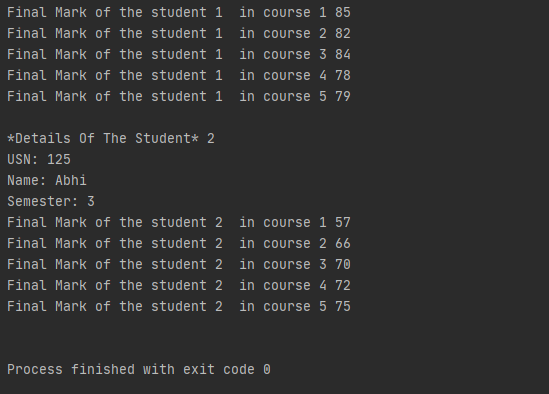 Final Mark of the student 1  in course 1 85
Final Mark of the student 1  in course 2 82
Final Mark of the student 1  in course 3 84
Final Mark of the student 1  in course 4 78
Final Mark of the student 1  in course 5 79
*Details Of The Student* 2
USN: 125
Name: Abhi
Semester: 3
Final Mark of the student 2  in course 1 57
Final Mark of the student 2  in course 2 66
Final Mark of the student 2  in course 3 70
Final Mark of the student 2  in course 4 72
Final Mark of the student 2  in course 5 75
Process finished with exit code 0